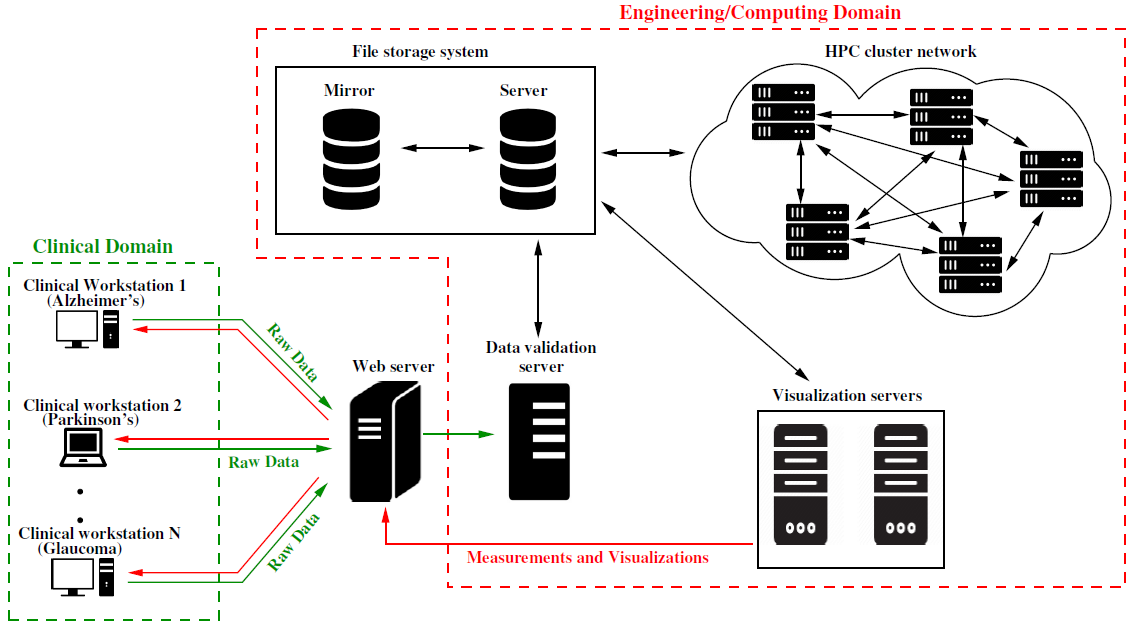 Engineering/Computing Domain
File storage system
HPC cluster network
Mirror
Server
Clinical Domain
Clinical Workstation 1
(Alzheimer's)
Raw Data
Web server
Data validation
server
Clinical workstation 2
(Parkinson's)
Raw Data
Visualization servers
Clinical workstation N
(Glaucoma)
Raw Data
Measurements and Visualizations